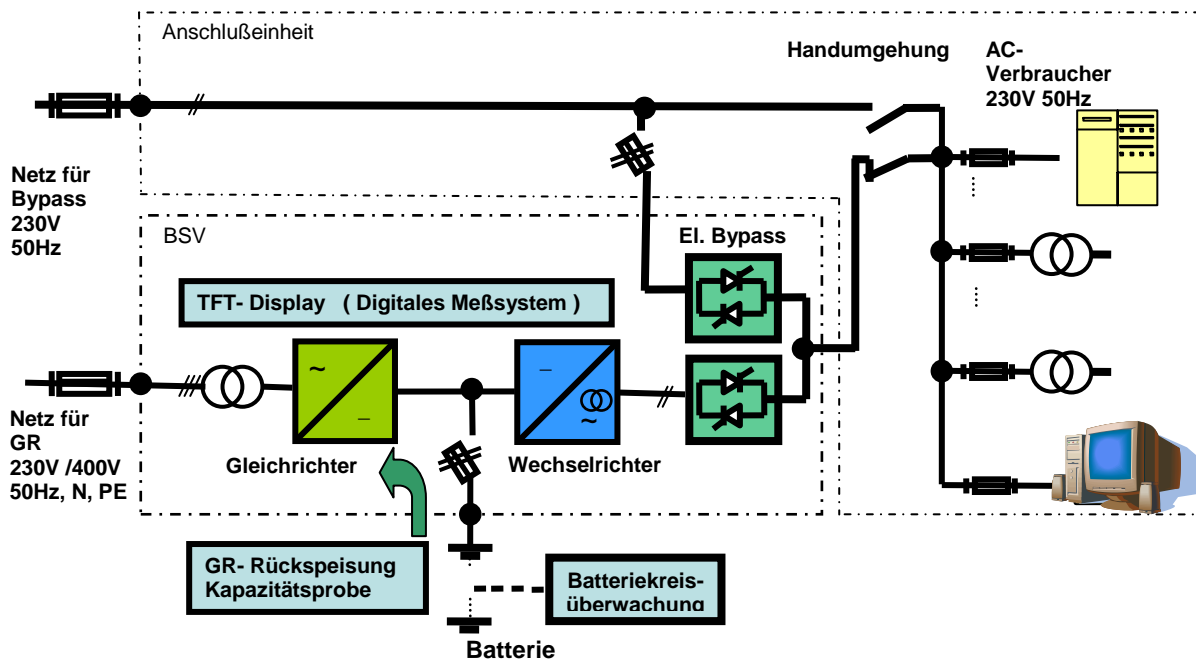 Anschlußeinheit
Handumgehung
AC-
Verbraucher
230V 50Hz
Netz für
Bypass
230V
50Hz
BSV
El. Bypass
TFT- Display ( Digitales Meßsystem )
~
–
–
~
Netz für
GR
230V /400V
50Hz, N, PE
Gleichrichter
Wechselrichter
GR- Rückspeisung
Kapazitätsprobe
Batteriekreis-
überwachung
Batterie